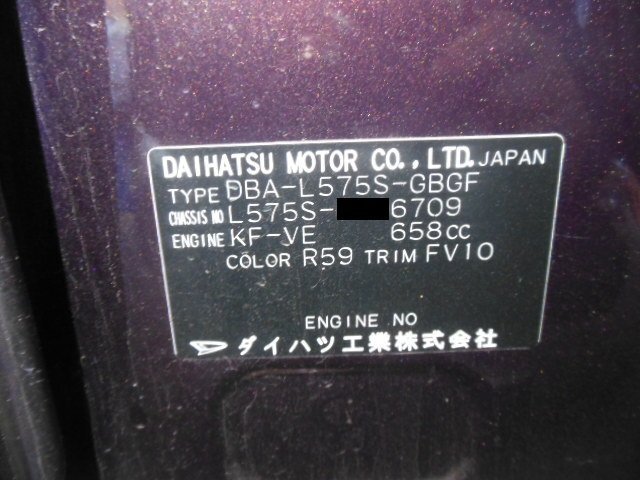 DAIHATSU MOTOR CO., LTD. JAPAN
TYPE DBA-L575S-GBGF
CHASSIS NO L575S- 6709
ENGINE KF-VE 658cc
COLOR R59 TRIM FV10
ENGINE NO
ダイハツ工業株式会社